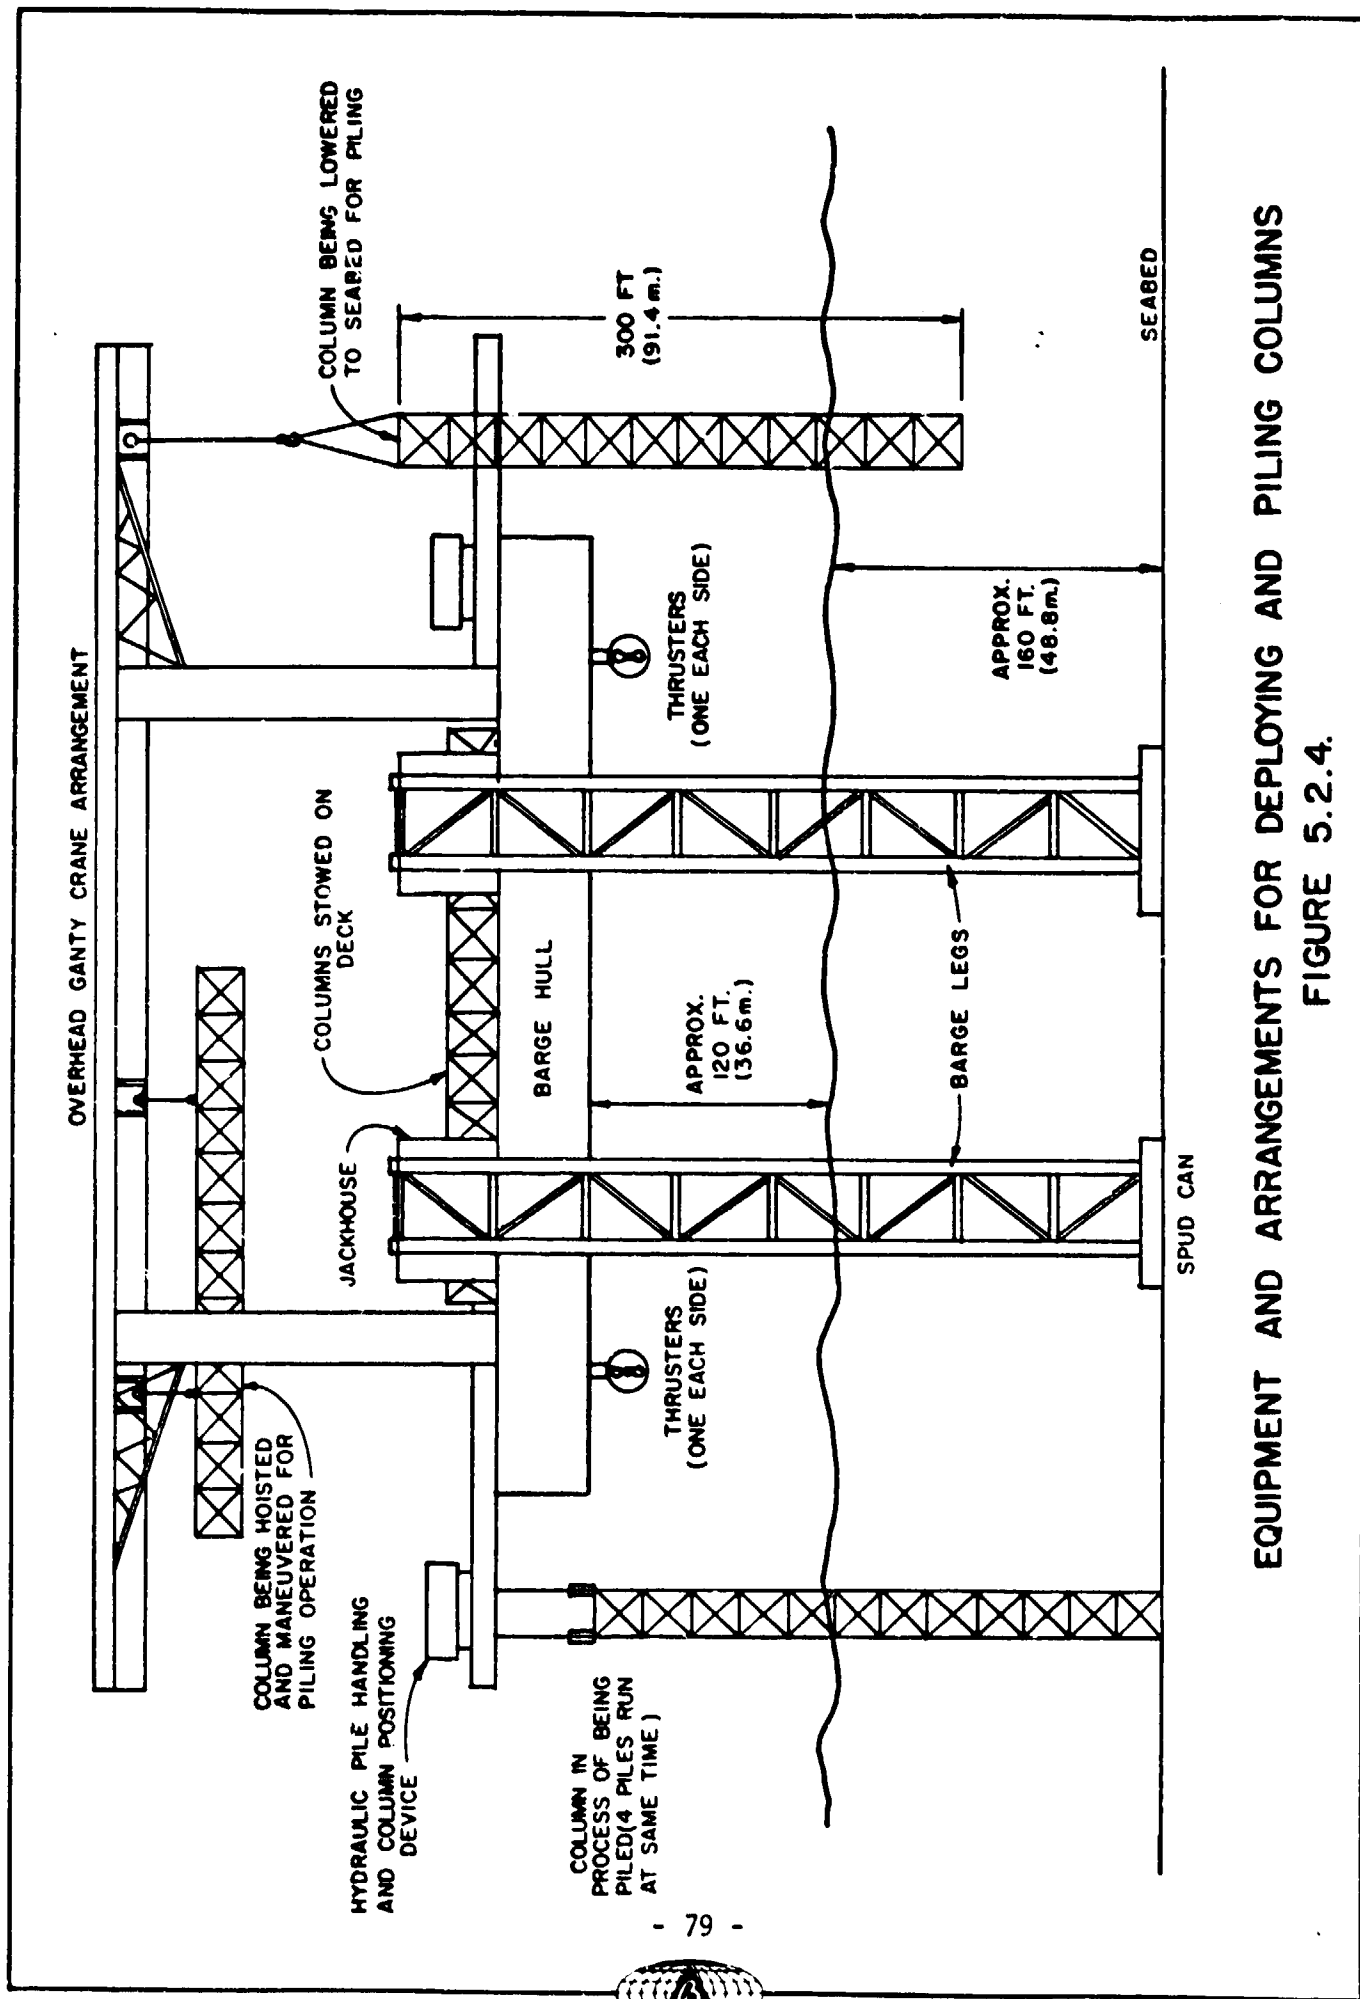 OVERHEAD GANTY CRANE ARRANGEMENT
COLUMN BEING HOISTED
AND MANEUVERED FOR
PILING OPERATION
COLUMN BEING LOWERED
TO SEABED FOR PILING
HYDRAULIC PILE HANDLING
AND COLUMN POSITIONING
DEVICE
JACKHOUSE
COLUMNS STOWED ON
DECK
BARGE HULL
300 FT
(91.4 m.)
COLUMN IN
PROCESS OF BEING
PILED(4 PILES RUN
AT SAME TIME)
THRUSTERS
(ONE EACH SIDE)
APPROX.
120 FT.
(36.6m.)
THRUSTERS
(ONE EACH SIDE)
BARGE LEGS
APPROX.
160 FT.
(48.8m.)
SPUD CAN
SEABED
EQUIPMENT AND ARRANGEMENTS FOR DEPLOYING AND PILING COLUMNS
FIGURE 5.2.4.
- 79 -